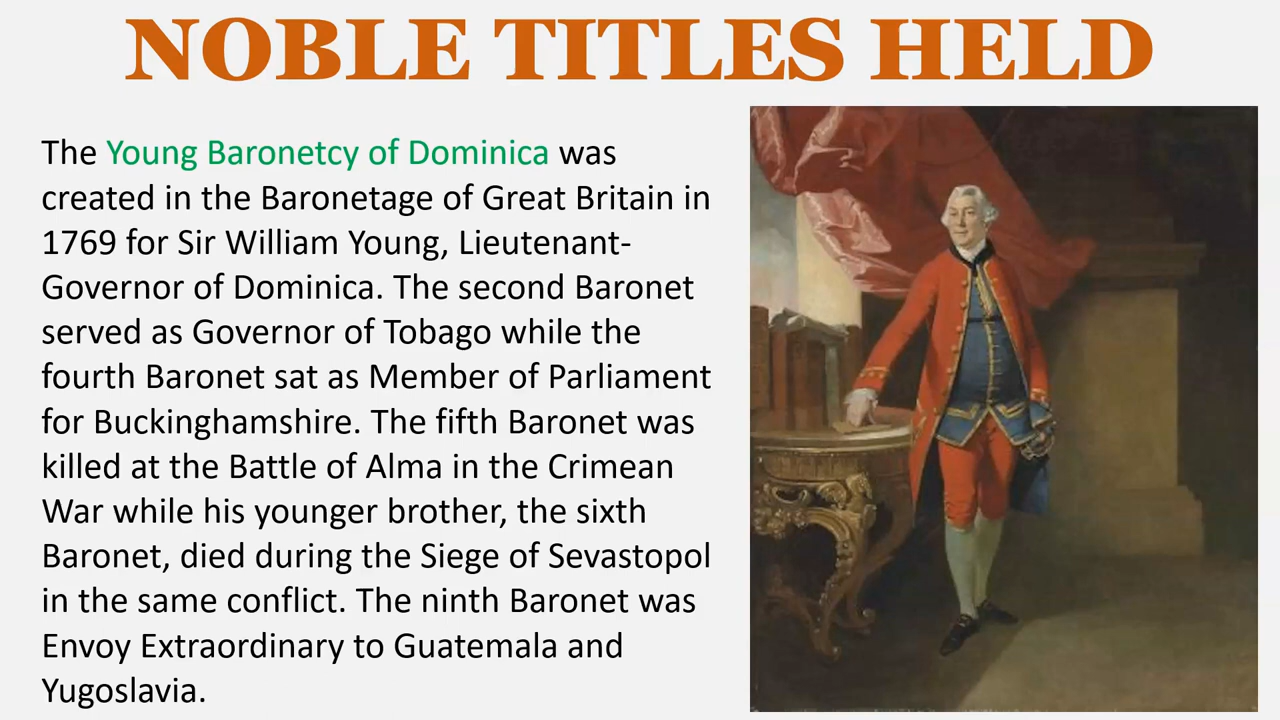 NOBLE TITLES HELD
The Young Baronetcy of Dominica was
created in the Baronetage of Great Britain in
1769 for Sir William Young, Lieutenant-
Governor of Dominica. The second Baronet
served as Governor of Tobago while the
fourth Baronet sat as Member of Parliament
for Buckinghamshire. The fifth Baronet was
killed at the Battle of Alma in the Crimean
War while his younger brother, the sixth
Baronet, died during the Siege of Sevastopol
in the same conflict. The ninth Baronet was
Envoy Extraordinary to Guatemala and
Yugoslavia.